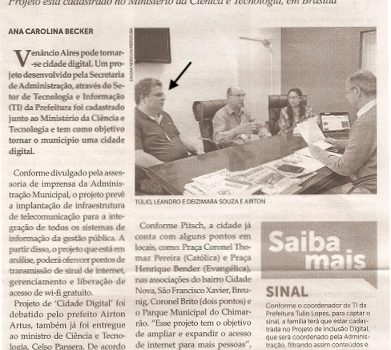 Projeto está cadastrado no Ministério da Ciência e Tecnologia, em Brasília
ANA CAROLINA BECKER
Venâncio Aires pode tornar-
se cidade digital. Um pro-
jeto desenvolvido pela Secretaria
de Administração, através do Se-
tor de Tecnologia e Informação
(TI) da Prefeitura foi cadastrado
junto ao Ministério da Ciência e
Tecnologia e tem como objetivo
tornar o município uma cidade
digital.
Conforme divulgado pela asses-
soria de imprensa da Adminis-
tração Municipal, o projeto prevê
a implantação de infraestrutura
de telecomunicação para a inte-
gração de todos os sistemas de
informação da gestão pública. A
partir disso, o projeto que está em
análise, poderá oferecer pontos de
transmissão de sinal de internet,
gerenciamento e liberação de
acesso de wi-fi gratuito.
Projeto de 'Cidade Digital' foi
debatido pelo prefeito Airton
Artus, também já foi entregue
ao ministro de Ciência e Tecno-
logia, Celso Pansera. De acordo
TÚLIO, LEANDRO E DEIZIMARA SOUZA E AIRTON
Conforme Pitsch, a cidade já
conta com alguns pontos em
locais, como: Praça Coronel Tho-
maz Pereira (Católica) e Praça
Henrique Bender (Evangélica),
nas associações do bairro Cidade
Nova, São Francisco Xavier, Breu-
nig, Coronel Brito (dois pontos) e
o Parque Municipal do Chimar-
rão. "Esse projeto tem o objetivo
de ampliar e expandir o acesso
de internet para mais pessoas",
Saiba
mais
SINAL
Conforme o coordenador de TI da
Prefeitura Tulio Lopes, para captar o
sinal, a família terá que estar cadas-
trada no Projeto de Inclusão Digital,
que será coordenado pela Adminis-
tração, filtrando assim conteúdos e